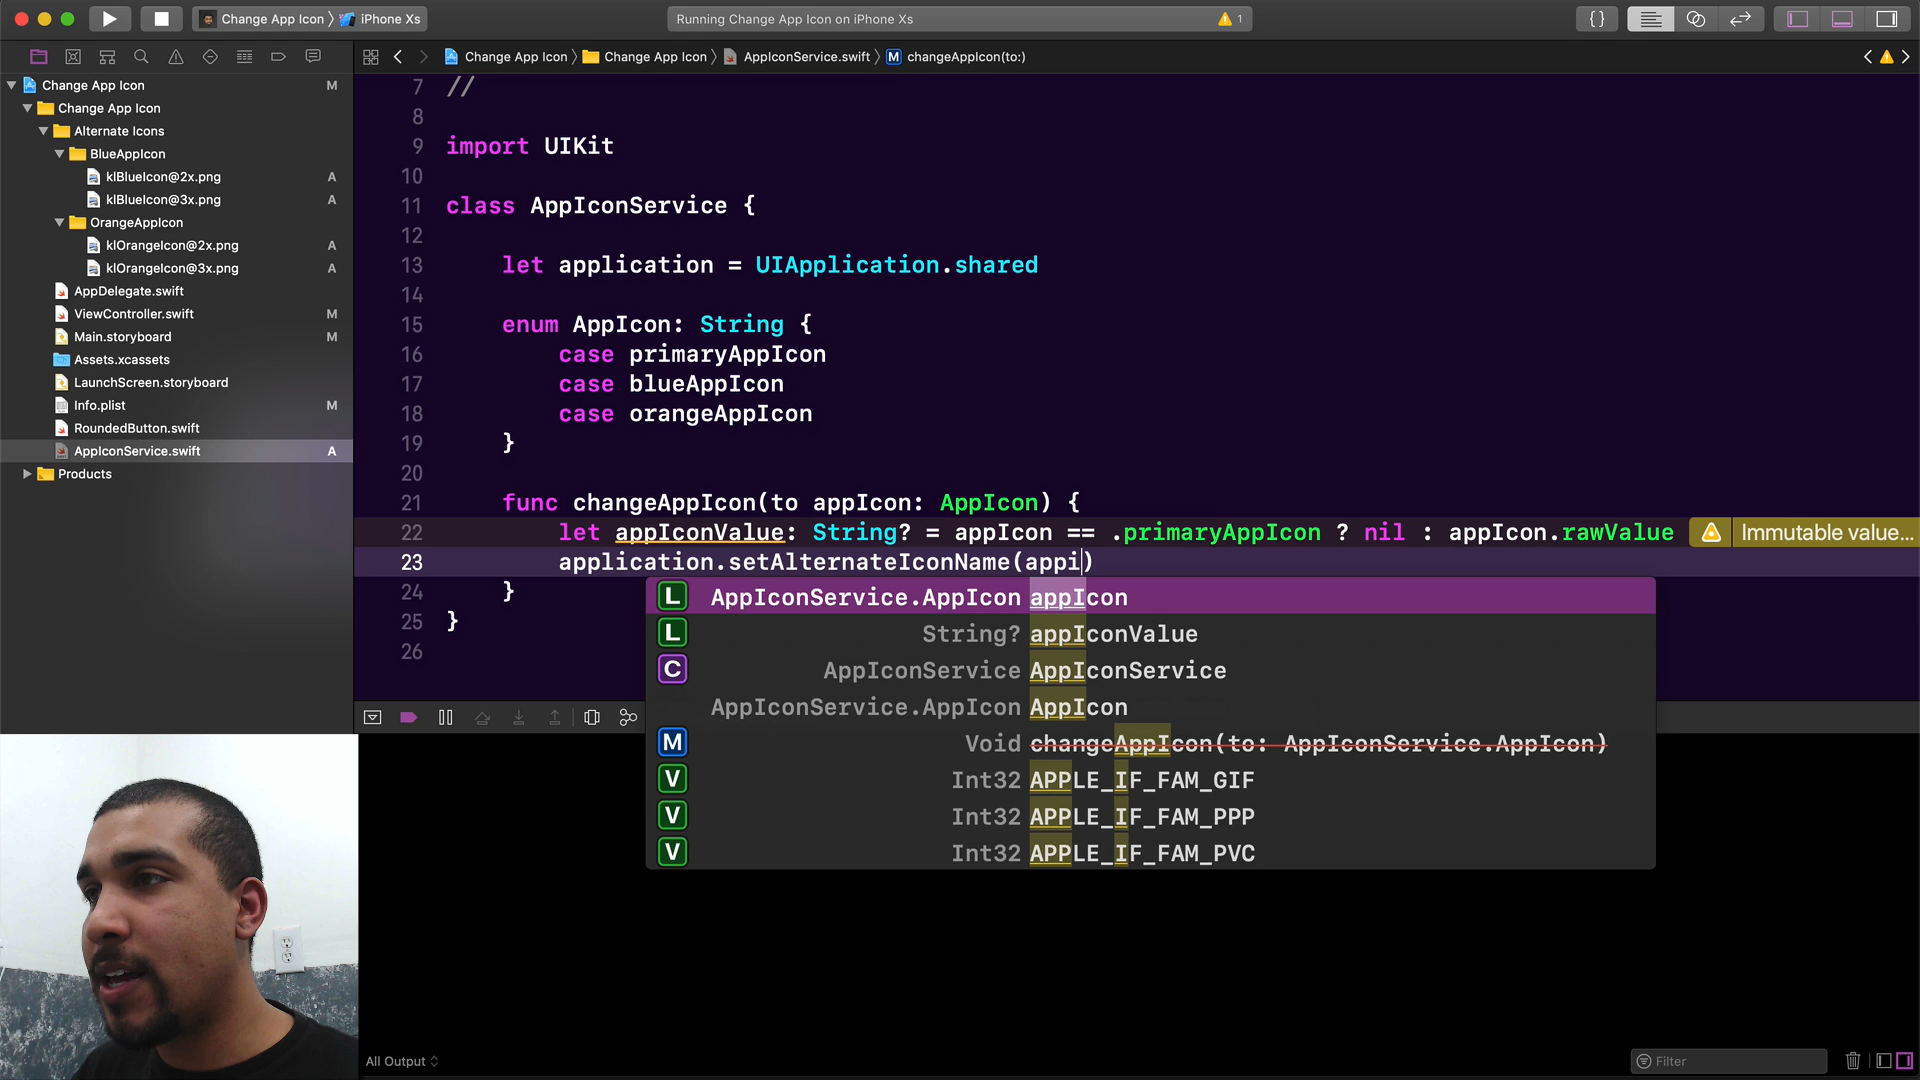 Change App Icon
iPhone Xs
Running Change App Icon on iPhone Xs
1
{}
Change App Icon
Change App Icon
AppIconService.swift
M changeAppIcon(to:)
Change App Icon M
Change App Icon
Alternate Icons
BlueAppIcon
klBlueIcon@2x.png A
klBlueIcon@3x.png A
OrangeAppIcon
klOrangeIcon@2x.png A
klOrangeIcon@3x.png A
AppDelegate.swift
ViewController.swift M
Main.storyboard M
Assets.xcassets
LaunchScreen.storyboard
Info.plist M
RoundedButton.swift
AppIconService.swift A
Products
7 //
8
9 import UIKit
10
11 class AppIconService {
12
13 let application = UIApplication.shared
14
15 enum AppIcon: String {
16 case primaryAppIcon
17 case blueAppIcon
18 case orangeAppIcon
19 }
20
21 func changeAppIcon(to appIcon: AppIcon) {
22 let appIconValue: String? = appIcon == .primaryAppIcon ? nil : appIcon.rawValue Immutable value...
23 application.setAlternateIconName(appi)
24 }
25 }
26
L AppIconService.AppIcon appIcon
L String? appIconValue
C AppIconService AppIconService
AppIconService.AppIcon AppIcon
M Void changeAppIcon(to: AppIconService.AppIcon)
V Int32 APPLE_IF_FAM_GIF
V Int32 APPLE_IF_FAM_PPP
V Int32 APPLE_IF_FAM_PVC
All Output
Filter